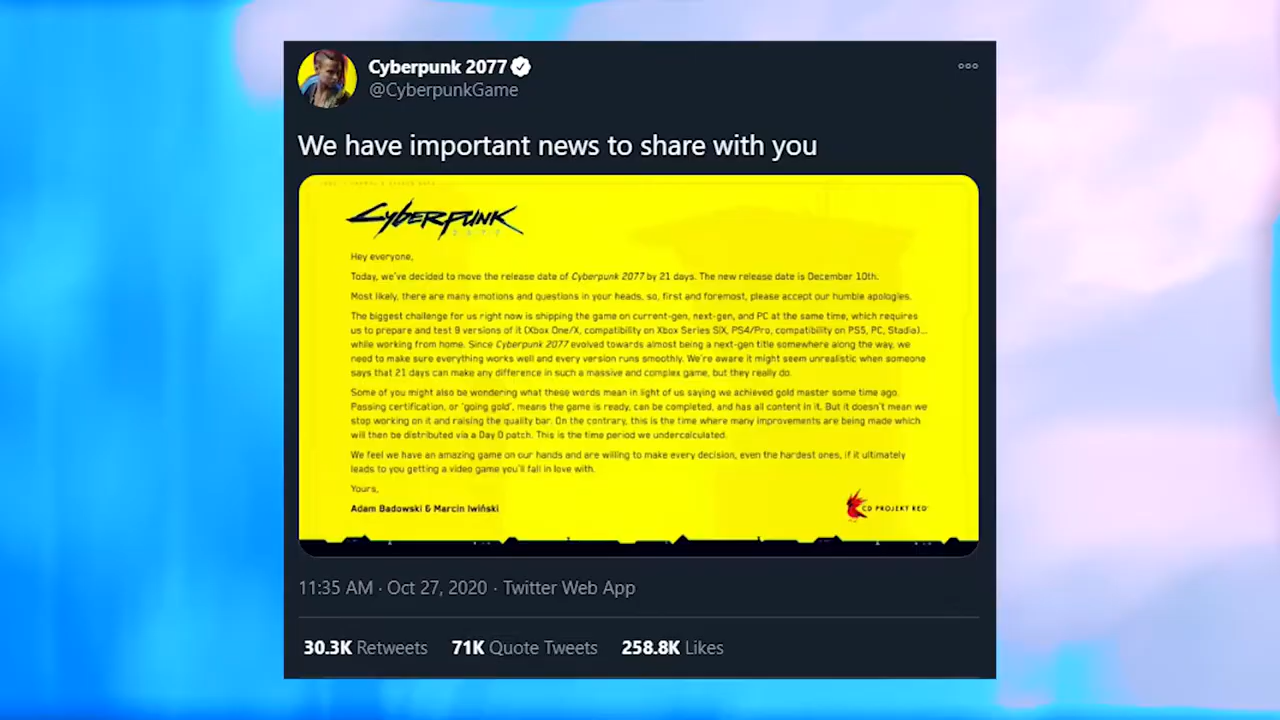 Cyberpunk 2077
@CyberpunkGame
We have important news to share with you
Cyberpunk
2077
Hey everyone,
Today, we've decided to move the release date of Cyberpunk 2077 by 21 days. The new release date is December 10th.
Most likely, there are many emotions and questions in your heads, so, first and foremost, please accept our humble apologies.
The biggest challenge for us right now is shipping the game on current-gen, next-gen, and PC at the same time, which requires
us to prepare and test 9 versions of it (Xbox One/X, compatibility on Xbox Series S|X, PS4/Pro, compatibility on PS5, PC, Stadia)...
while working from home. Since Cyberpunk 2077 evolved towards almost being a next-gen title somewhere along the way, we
need to make sure everything works well and every version runs smoothly. We're aware it might seem unrealistic when someone
says that 21 days can make any difference in such a massive and complex game, but they really do.
Some of you might also be wondering what these words mean in light of us saying we achieved gold master some time ago.
Passing certification, or 'going gold', means the game is ready, can be completed, and has all content in it. But it doesn't mean we
stop working on it and raising the quality bar. On the contrary, this is the time where many improvements are being made which
will then be distributed via a Day 0 patch. This is the time period we undercalculated.
We feel we have an amazing game on our hands and are willing to make every decision, even the hardest ones, if it ultimately
leads to you getting a video game you'll fall in love with.
Yours,
Adam Badowski & Marcin Iwiński
CD PROJEKT RED
11:35 AM · Oct 27, 2020 · Twitter Web App
30.3K Retweets 71K Quote Tweets 258.8K Likes